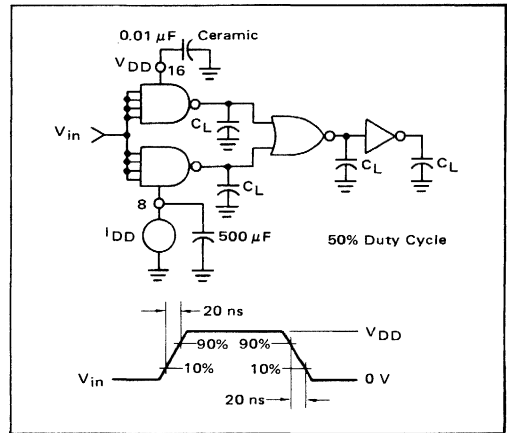 0.01 µF Ceramic
VDD 16
Vin
CL
CL
CL
CL
8
IDD
500 µF
50% Duty Cycle
20 ns
VDD
90% 90%
10% 10%
Vin
0 V
20 ns